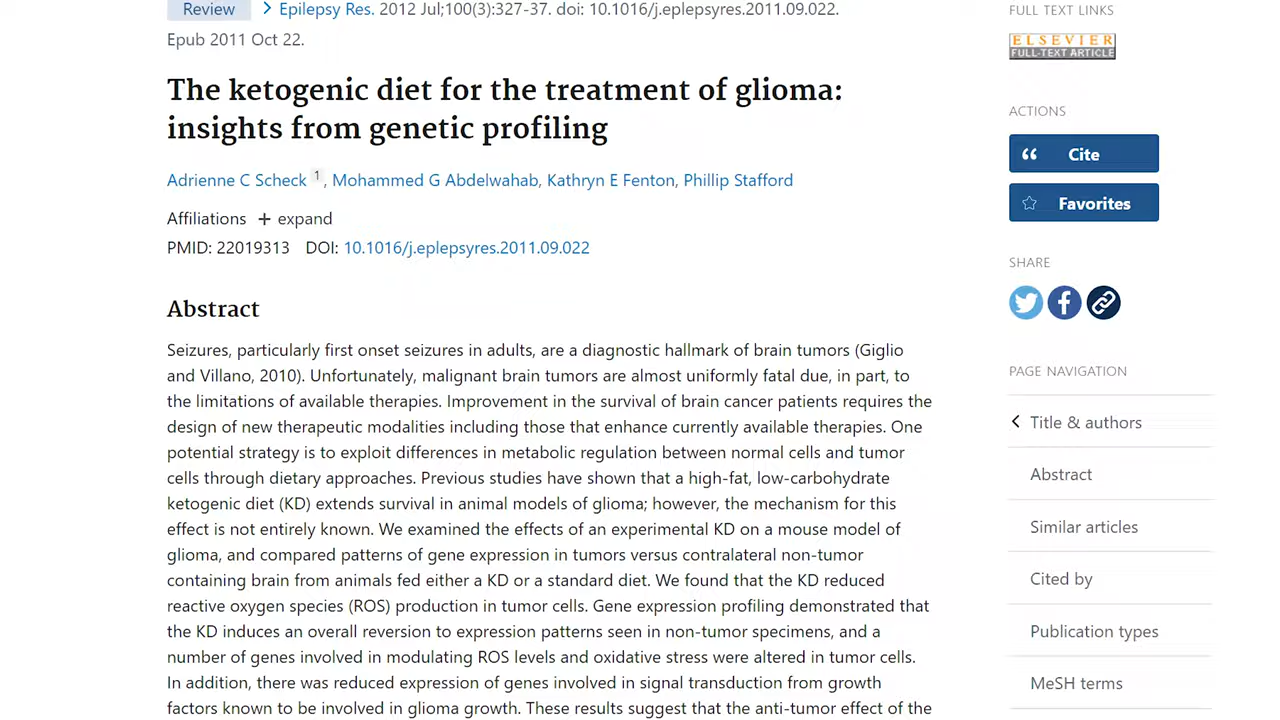 Review
Epilepsy Res. 2012 Jul;100(3):327-37. doi: 10.1016/j.eplepsyres.2011.09.022.
Epub 2011 Oct 22.
The ketogenic diet for the treatment of glioma:
insights from genetic profiling
Adrienne C Scheck 1, Mohammed G Abdelwahab, Kathryn E Fenton, Phillip Stafford
Affiliations + expand
PMID: 22019313 DOI: 10.1016/j.eplepsyres.2011.09.022
Abstract
Seizures, particularly first onset seizures in adults, are a diagnostic hallmark of brain tumors (Giglio
and Villano, 2010). Unfortunately, malignant brain tumors are almost uniformly fatal due, in part, to
the limitations of available therapies. Improvement in the survival of brain cancer patients requires the
design of new therapeutic modalities including those that enhance currently available therapies. One
potential strategy is to exploit differences in metabolic regulation between normal cells and tumor
cells through dietary approaches. Previous studies have shown that a high-fat, low-carbohydrate
ketogenic diet (KD) extends survival in animal models of glioma; however, the mechanism for this
effect is not entirely known. We examined the effects of an experimental KD on a mouse model of
glioma, and compared patterns of gene expression in tumors versus contralateral non-tumor
containing brain from animals fed either a KD or a standard diet. We found that the KD reduced
reactive oxygen species (ROS) production in tumor cells. Gene expression profiling demonstrated that
the KD induces an overall reversion to expression patterns seen in non-tumor specimens, and a
number of genes involved in modulating ROS levels and oxidative stress were altered in tumor cells.
In addition, there was reduced expression of genes involved in signal transduction from growth
factors known to be involved in glioma growth. These results suggest that the anti-tumor effect of the
FULL TEXT LINKS
ELSEVIER
FULL-TEXT ARTICLE
ACTIONS
Cite
Favorites
SHARE
PAGE NAVIGATION
Title & authors
Abstract
Similar articles
Cited by
Publication types
MeSH terms